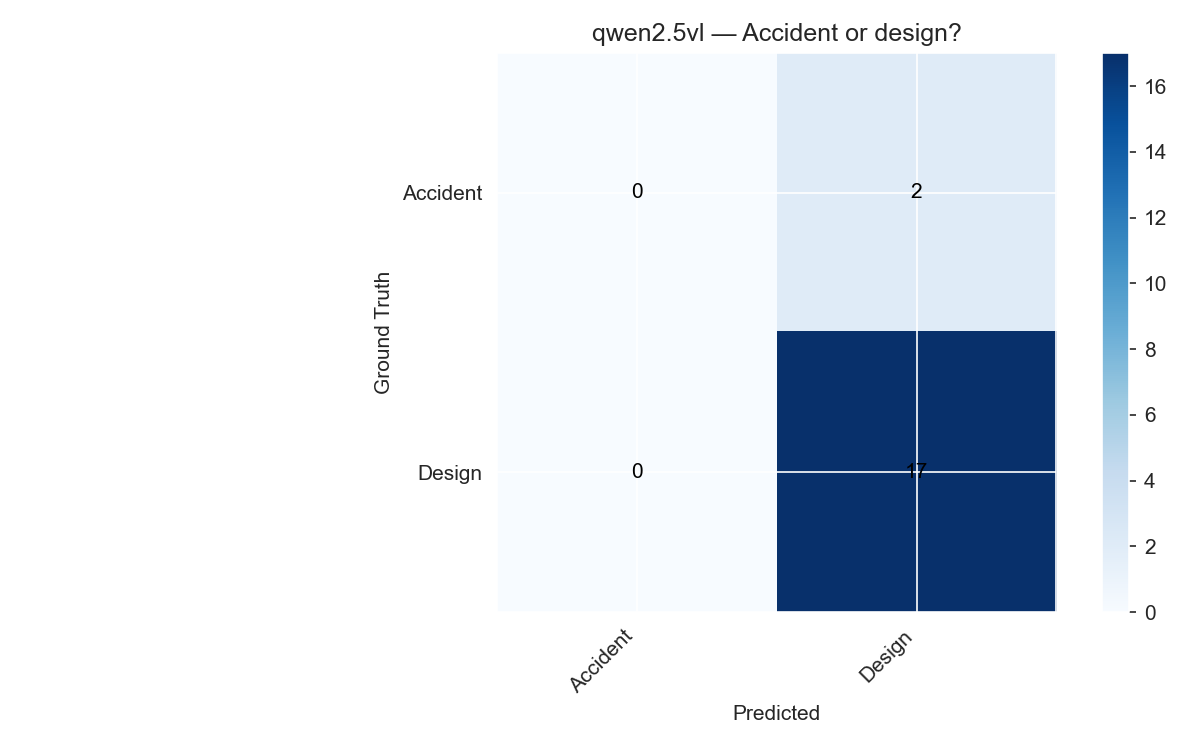 qwen2.5vl — Accident or design?
16
14
12
10
8
6
4
2
0
Ground Truth
Accident
Design
0
2
0
17
Accident
Design
Predicted